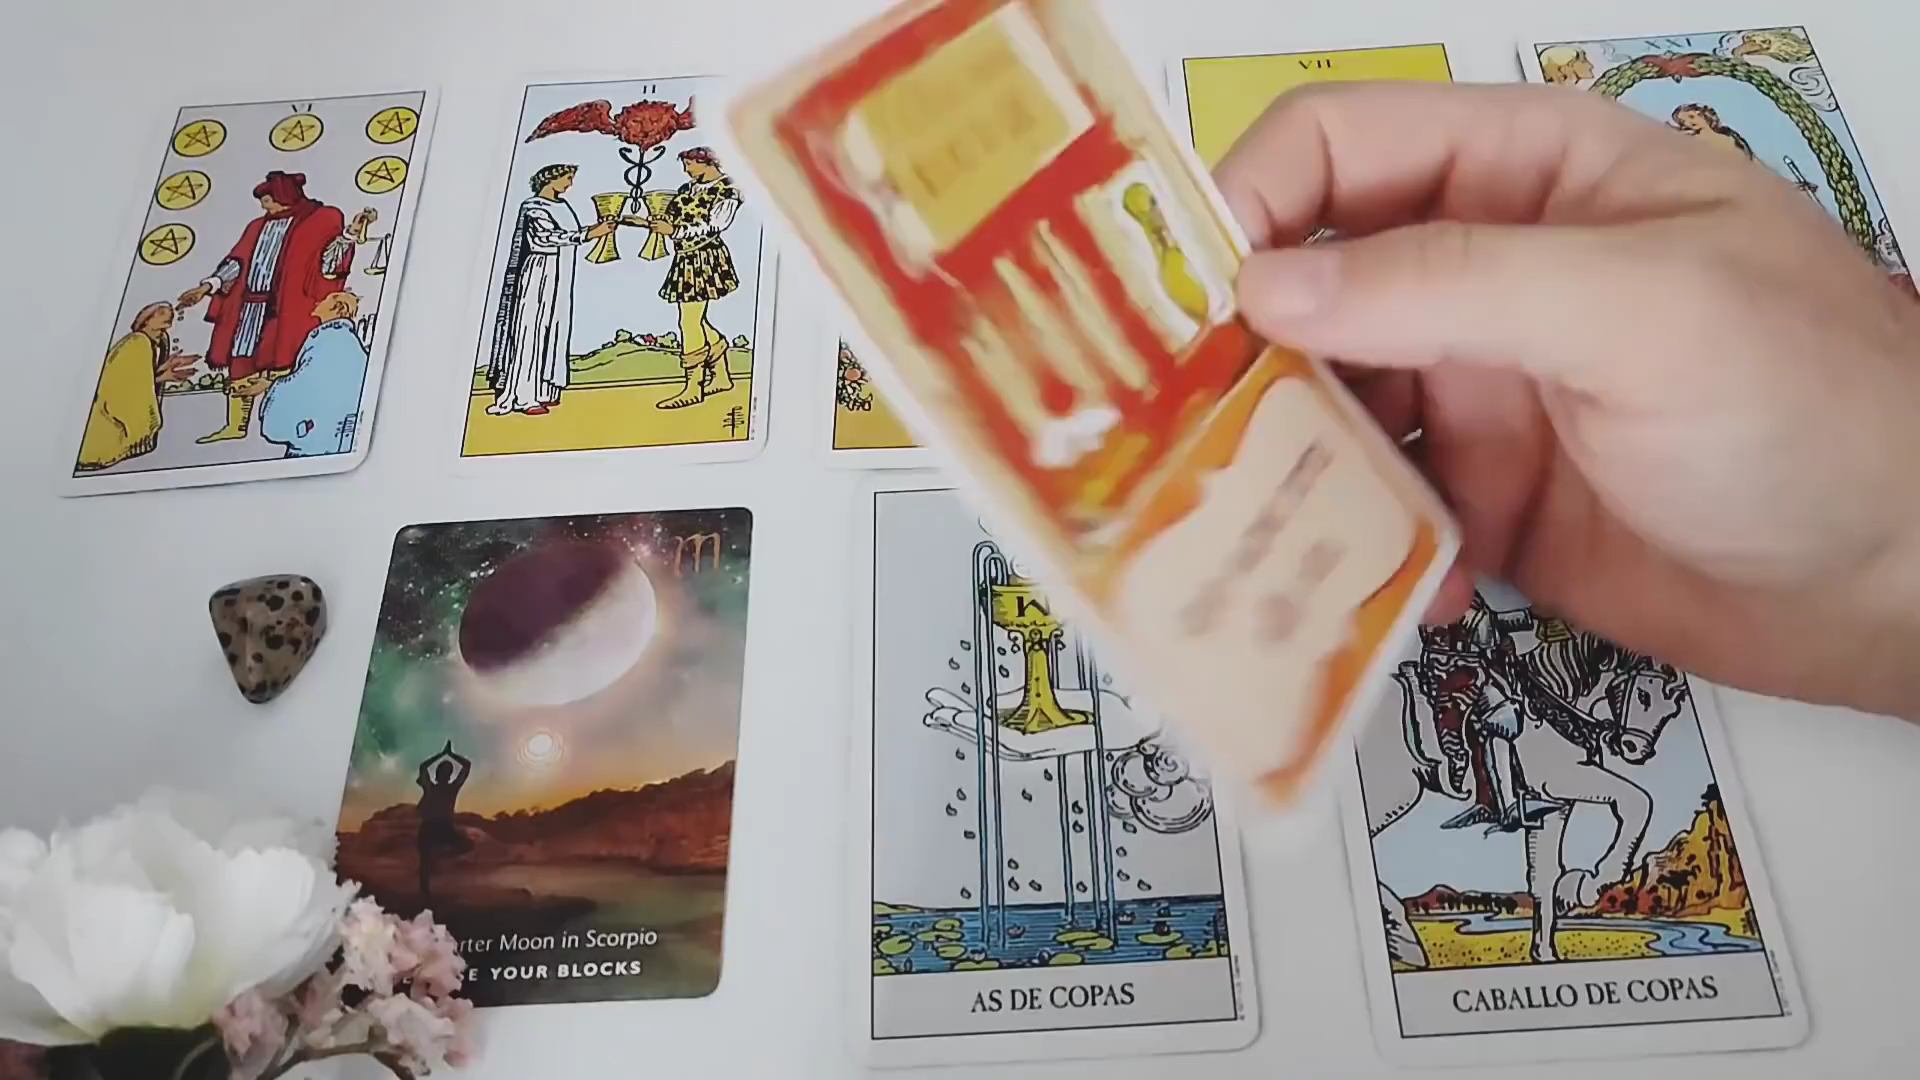 VI
II
VII
XXI
rter Moon in Scorpio
E YOUR BLOCKS
AS DE COPAS
CABALLO DE COPAS